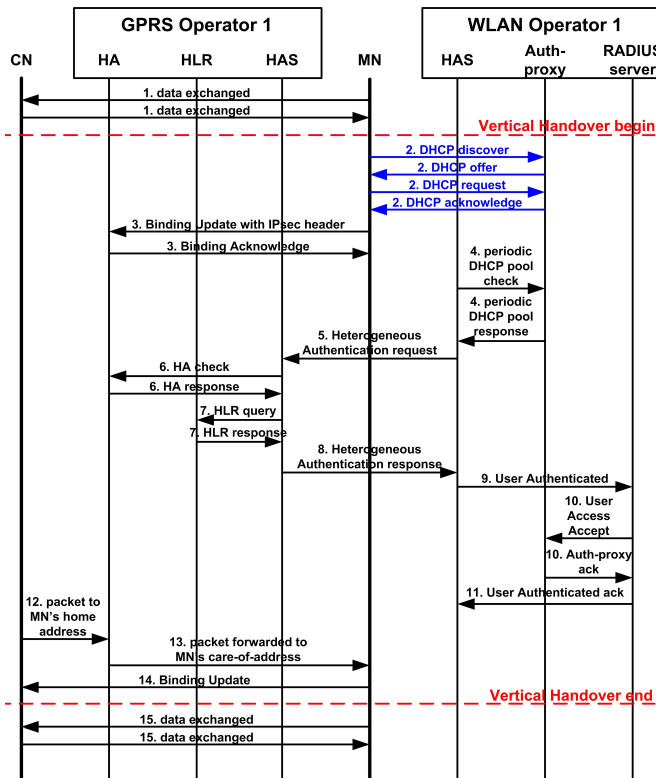 GPRS Operator 1
WLAN Operator 1
CN
HA
HLR
HAS
MN
HAS
Auth-
proxy
RADIUS
server
1. data exchanged
1. data exchanged
Vertical Handover begin
2. DHCP discover
2. DHCP offer
2. DHCP request
2. DHCP acknowledge
3. Binding Update with IPsec header
3. Binding Acknowledge
4. periodic
DHCP pool
check
4. periodic
DHCP pool
response
5. Heterogeneous
Authentication request
6. HA check
6. HA response
7. HLR query
7. HLR response
8. Heterogeneous
Authentication response
9. User Authenticated
10. User
Access
Accept
10. Auth-proxy
ack
11. User Authenticated ack
12. packet to
MN's home
address
13. packet forwarded to
MN's care-of-address
14. Binding Update
Vertical Handover end
15. data exchanged
15. data exchanged